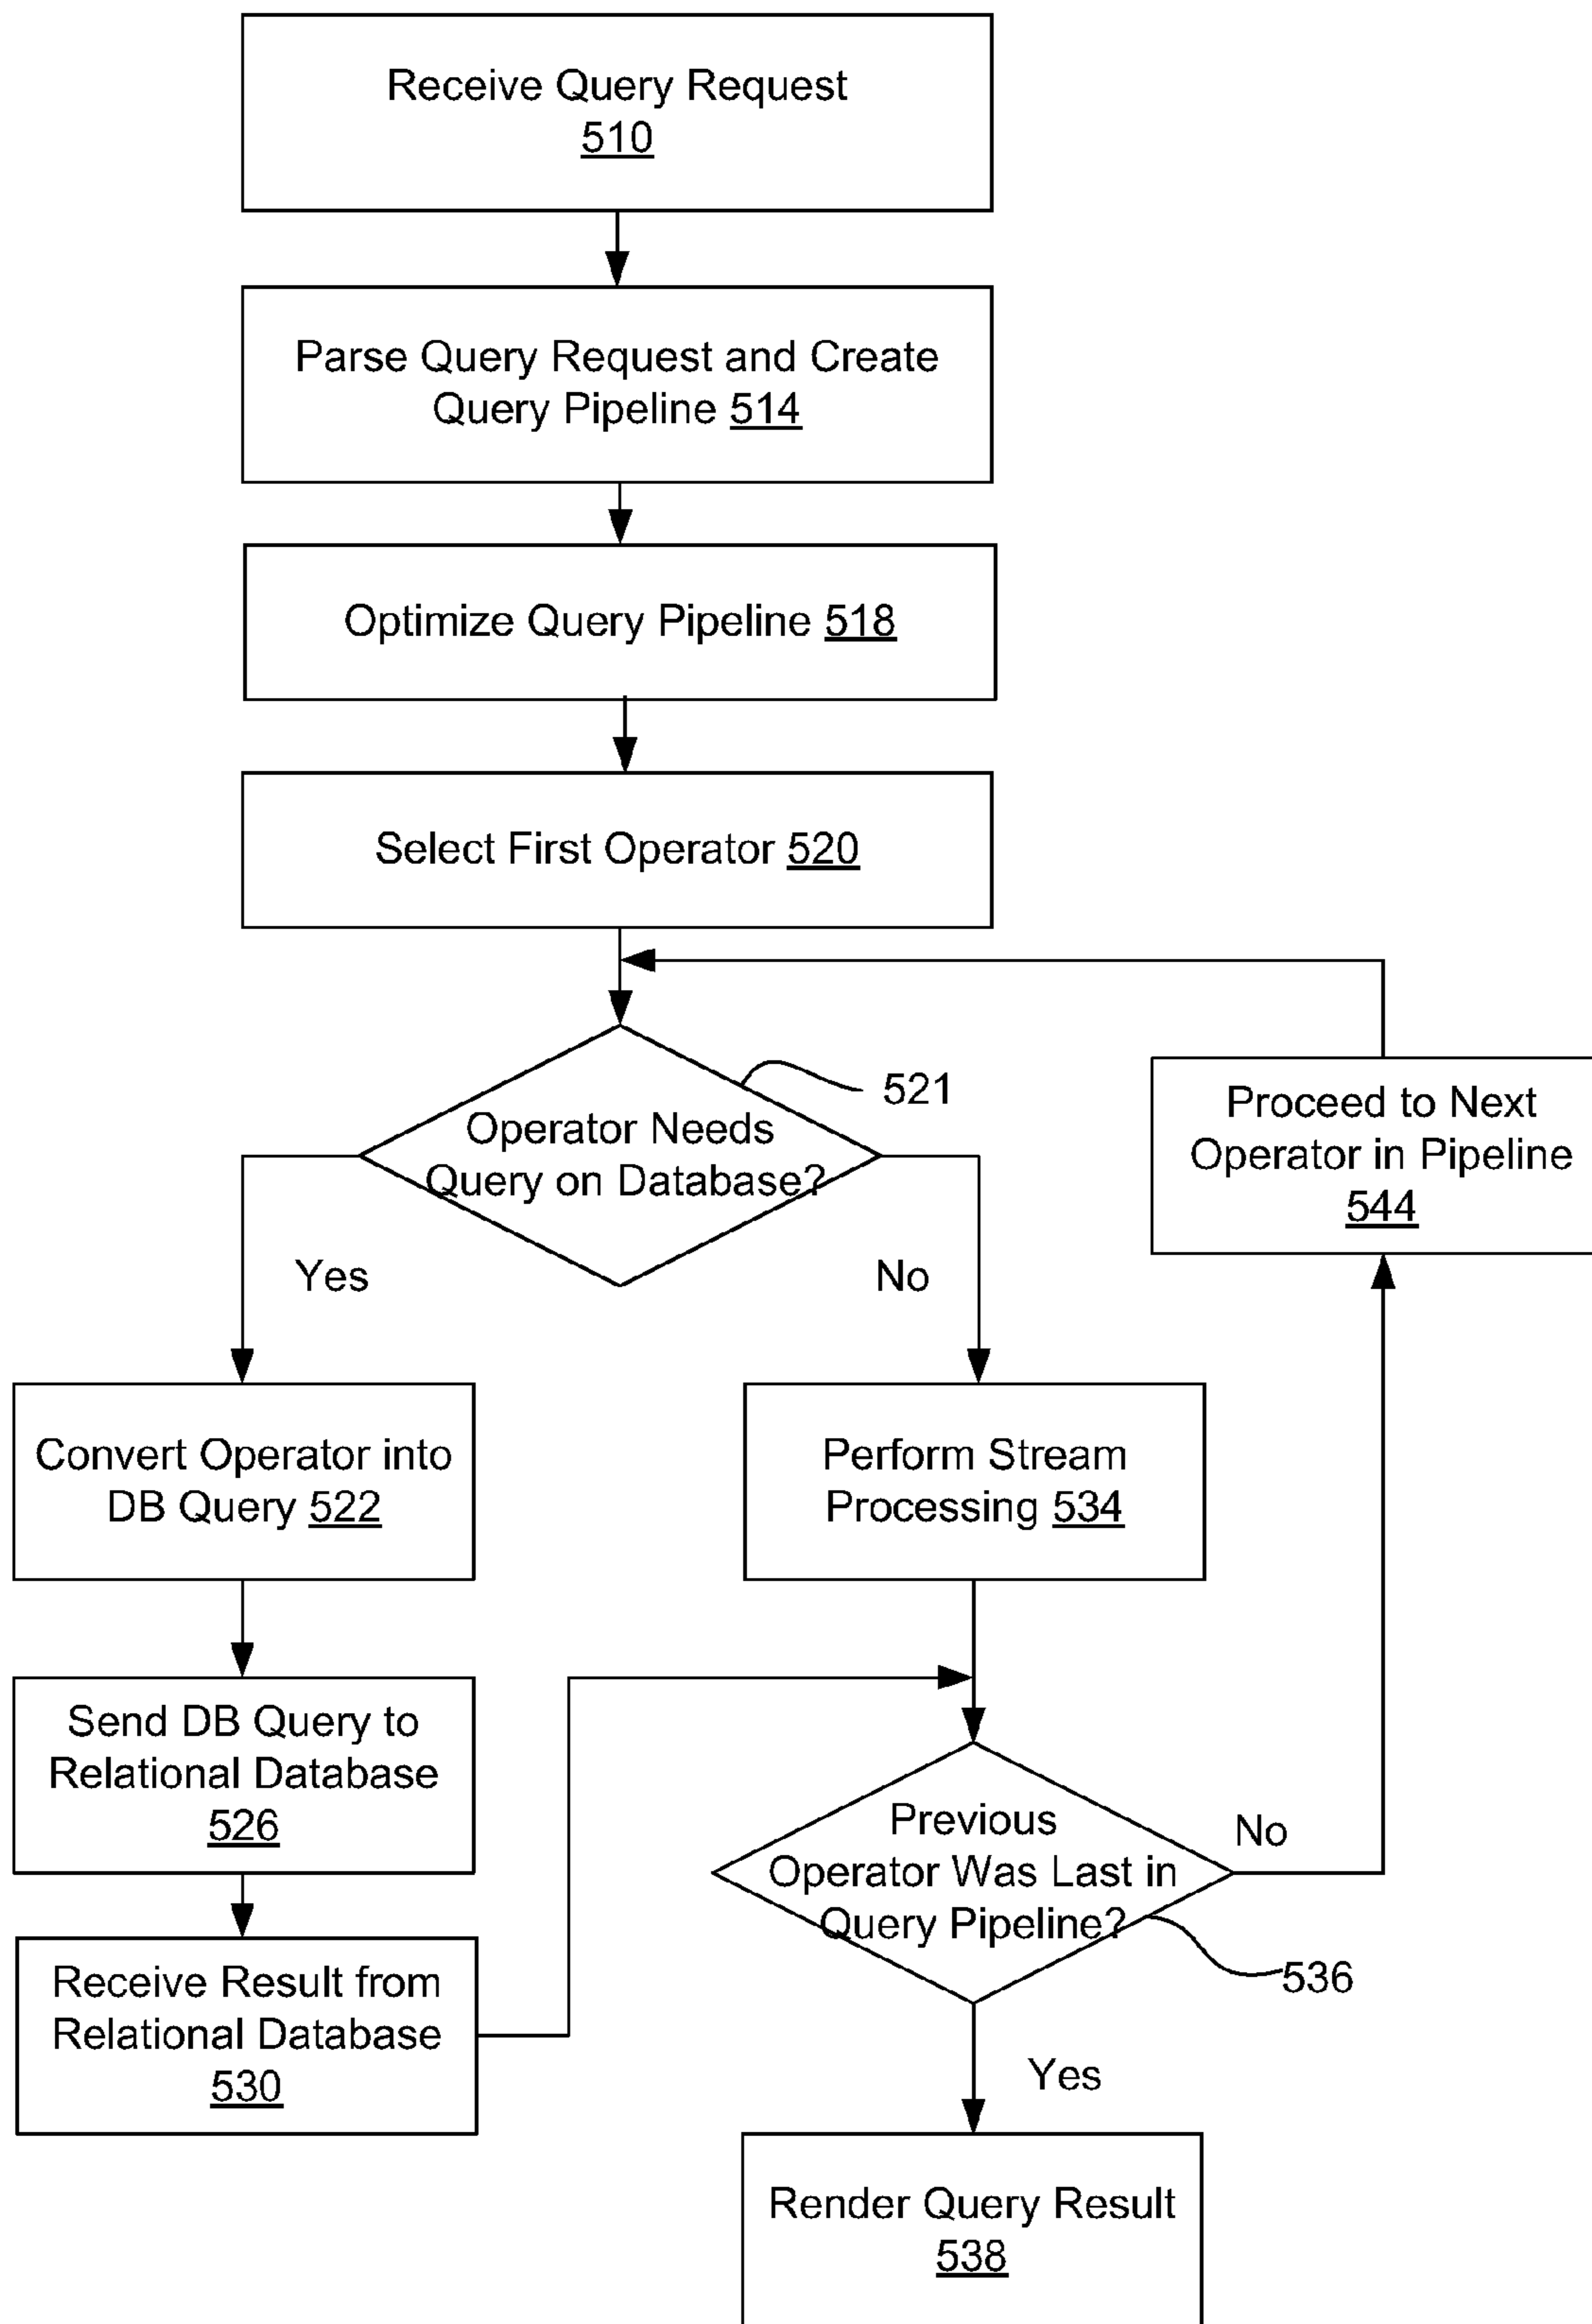 Receive Query Request
510
Parse Query Request and Create
Query Pipeline 514
Optimize Query Pipeline 518
Select First Operator 520
521
Operator Needs
Query on Database?
Yes
No
Proceed to Next
Operator in Pipeline
544
Convert Operator into
DB Query 522
Perform Stream
Processing 534
Send DB Query to
Relational Database
526
Previous
Operator Was Last in
Query Pipeline?
No
536
Receive Result from
Relational Database
530
Yes
Render Query Result
538